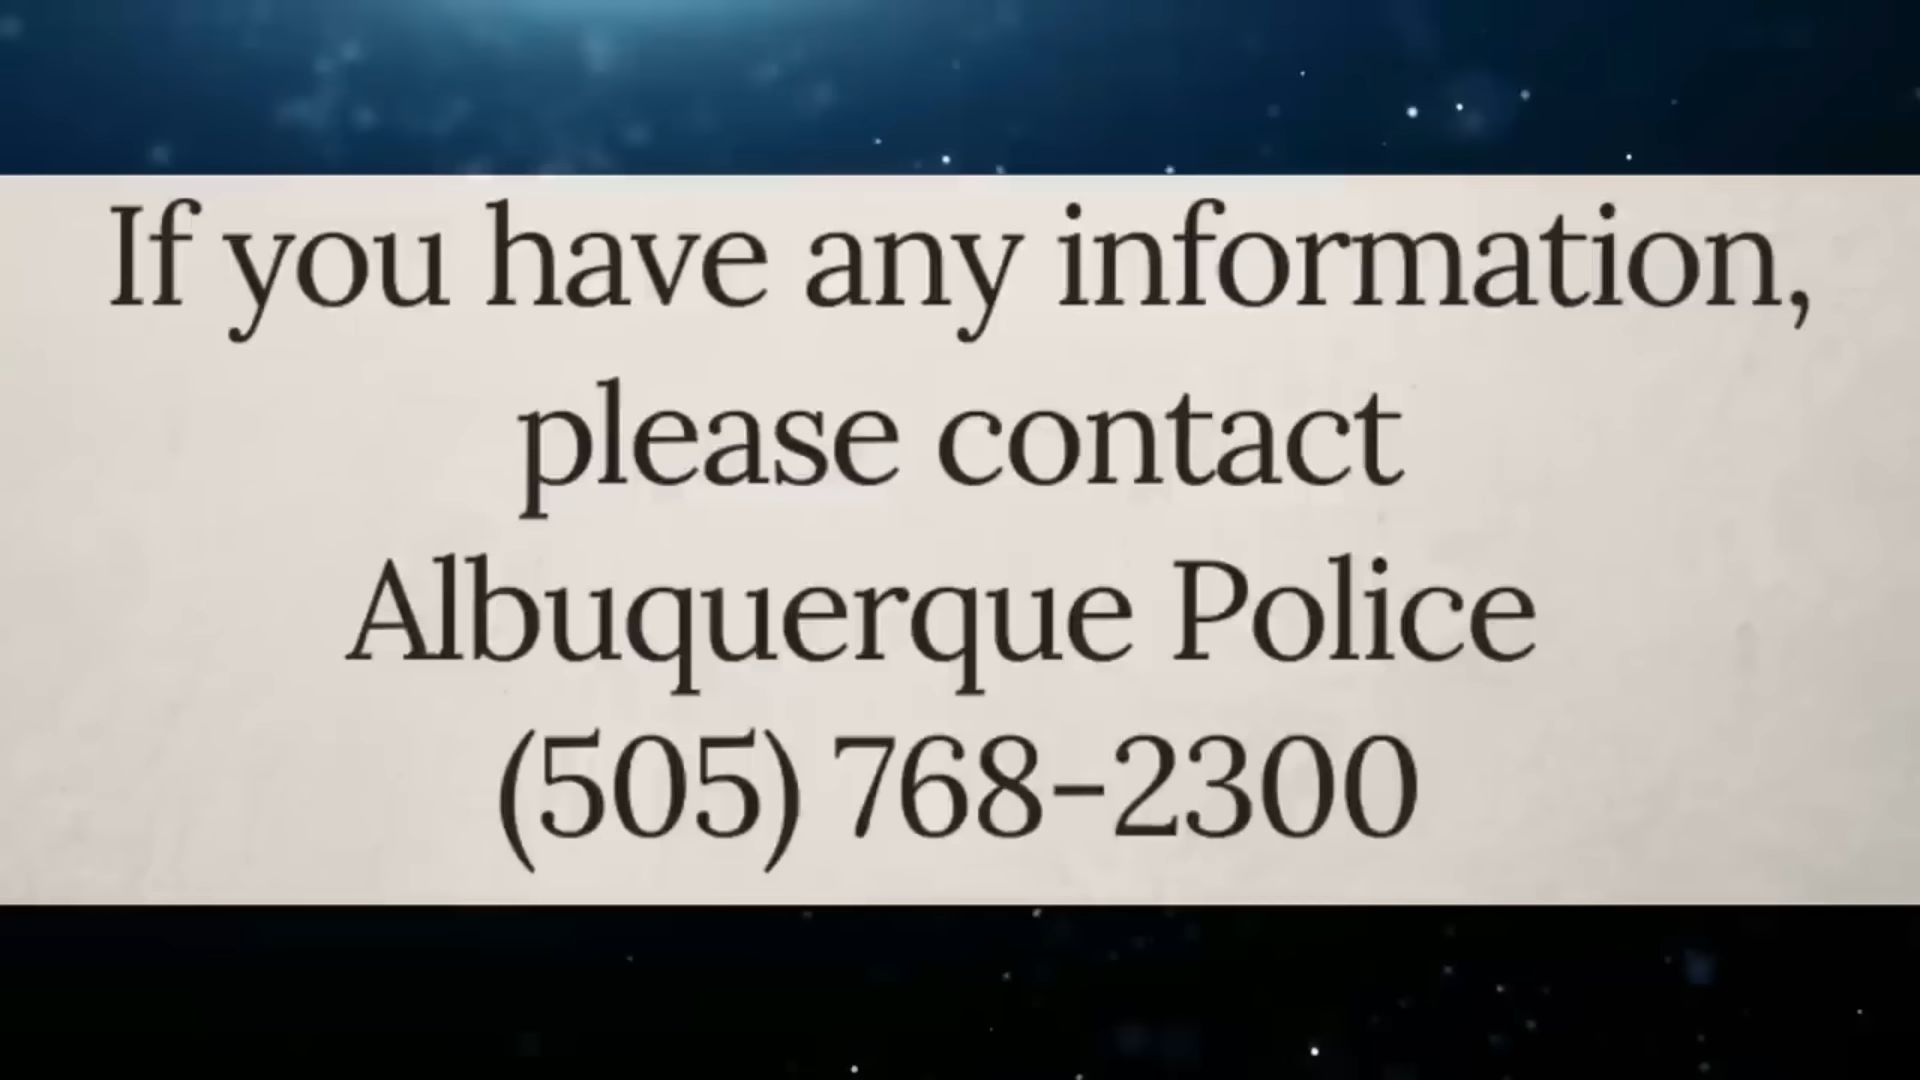 If you have any information,
please contact
Albuquerque Police
(505) 768-2300